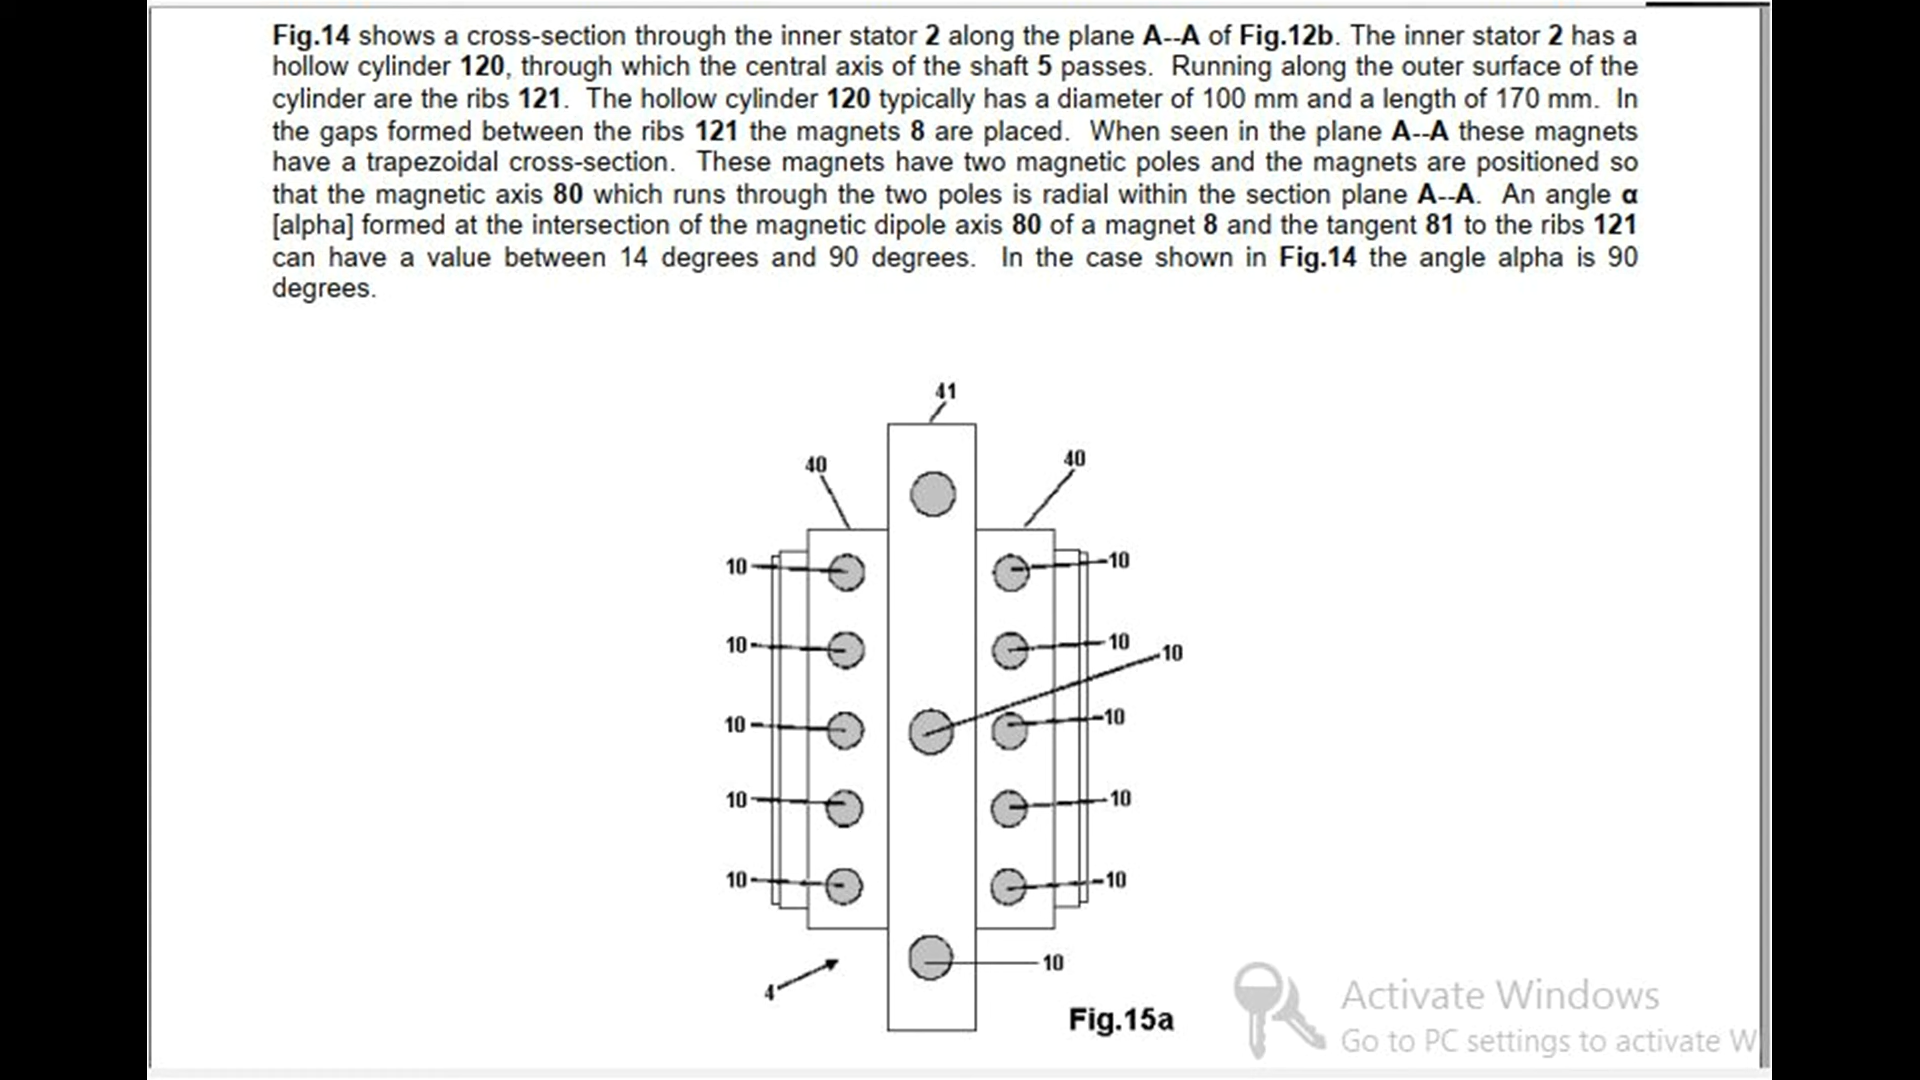 Fig.14 shows a cross-section through the inner stator 2 along the plane A--A of Fig.12b. The inner stator 2 has a
hollow cylinder 120, through which the central axis of the shaft 5 passes. Running along the outer surface of the
cylinder are the ribs 121. The hollow cylinder 120 typically has a diameter of 100 mm and a length of 170 mm. In
the gaps formed between the ribs 121 the magnets 8 are placed. When seen in the plane A--A these magnets
have a trapezoidal cross-section. These magnets have two magnetic poles and the magnets are positioned so
that the magnetic axis 80 which runs through the two poles is radial within the section plane A--A. An angle α
[alpha] formed at the intersection of the magnetic dipole axis 80 of a magnet 8 and the tangent 81 to the ribs 121
can have a value between 14 degrees and 90 degrees. In the case shown in Fig.14 the angle alpha is 90
degrees.
41
40
40
10
10
10
10
10
10
10
10
10
10
10
10
4
Fig.15a
Activate Windows
Go to PC settings to activate W